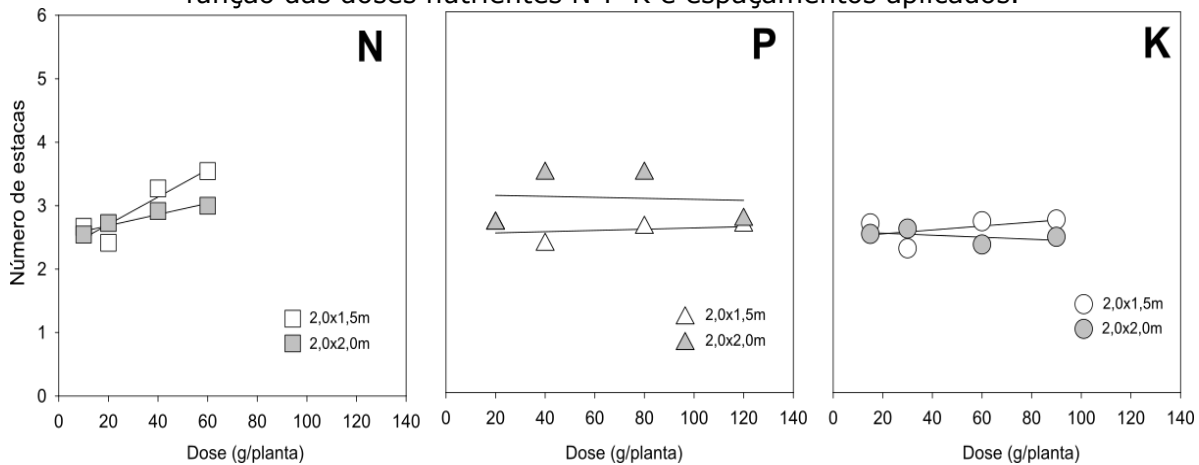 função das doses nutrientes N-P-K e espaçamentos aplicados.
N
P
K
Número de estacas
6
5
4
3
2
1
0
2,0x1,5m
2,0x2,0m
2,0x1,5m
2,0x2,0m
2,0x1,5m
2,0x2,0m
0 20 40 60 80 100 120 140
0 20 40 60 80 100 120 140
0 20 40 60 80 100 120 140
Dose (g/planta)
Dose (g/planta)
Dose (g/planta)